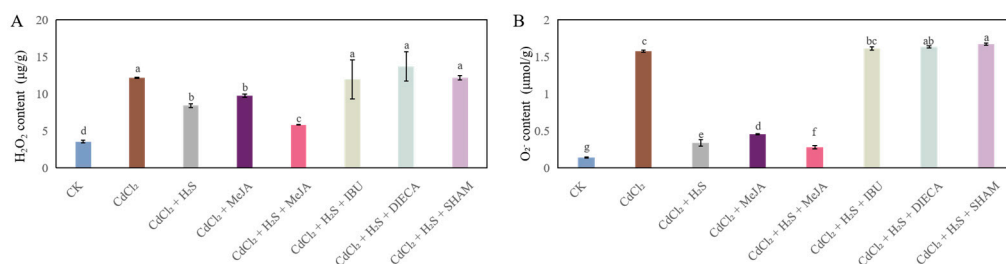 A
H₂O₂ content (μg/g)
20
15
10
5
0
a
a
a
a
b
b
c
d
CK
CdCl₂
CdCl₂ + H₂S
CdCl₂ + MeJA
CdCl₂ + H₂S + MeJA
CdCl₂ + H₂S + IBU
CdCl₂ + H₂S + DIECA
CdCl₂ + H₂S + SHAM
B
O₂⁻ content (μmol/g)
2
1.5
1
0.5
0
g
c
e
d
f
bc
ab
a
CK
CdCl₂
CdCl₂ + H₂S
CdCl₂ + MeJA
CdCl₂ + H₂S + MeJA
CdCl₂ + H₂S + IBU
CdCl₂ + H₂S + DIECA
CdCl₂ + H₂S + SHAM